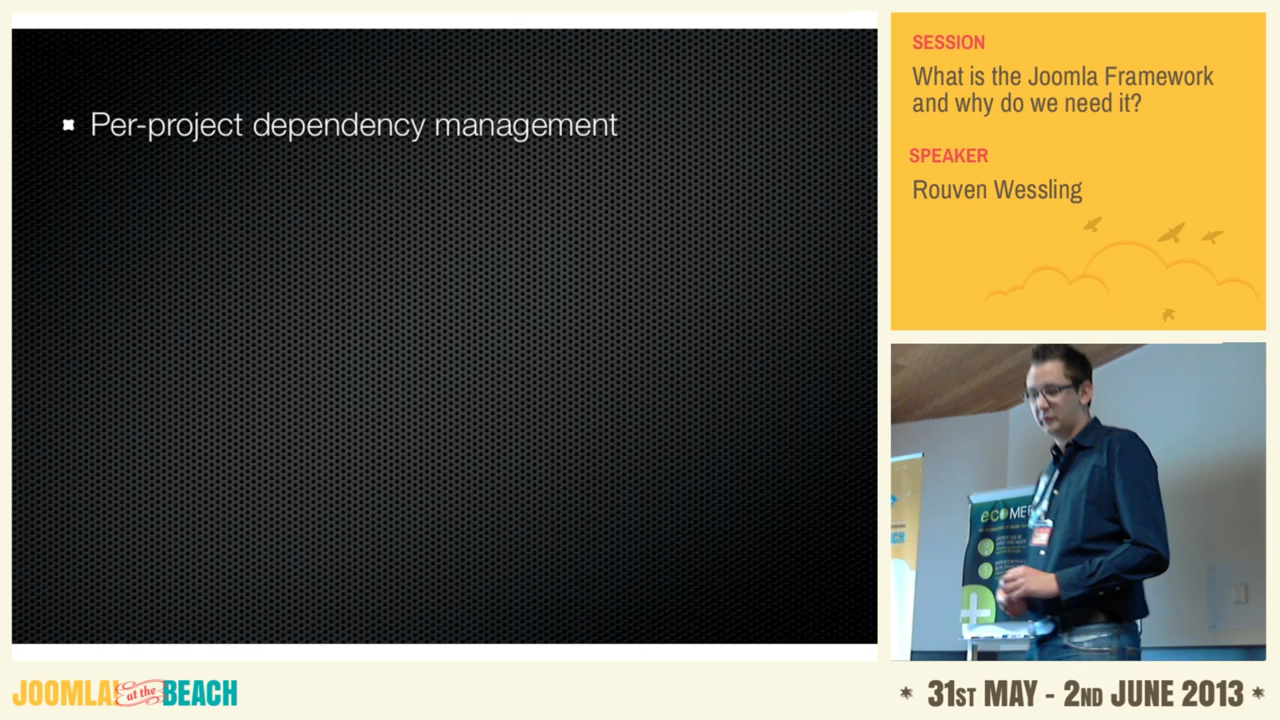 Per-project dependency management
SESSION
What is the Joomla Framework
and why do we need it?
SPEAKER
Rouven Wessling
eco
JOOMLA! at the BEACH
* 31ST MAY - 2ND JUNE 2013 *